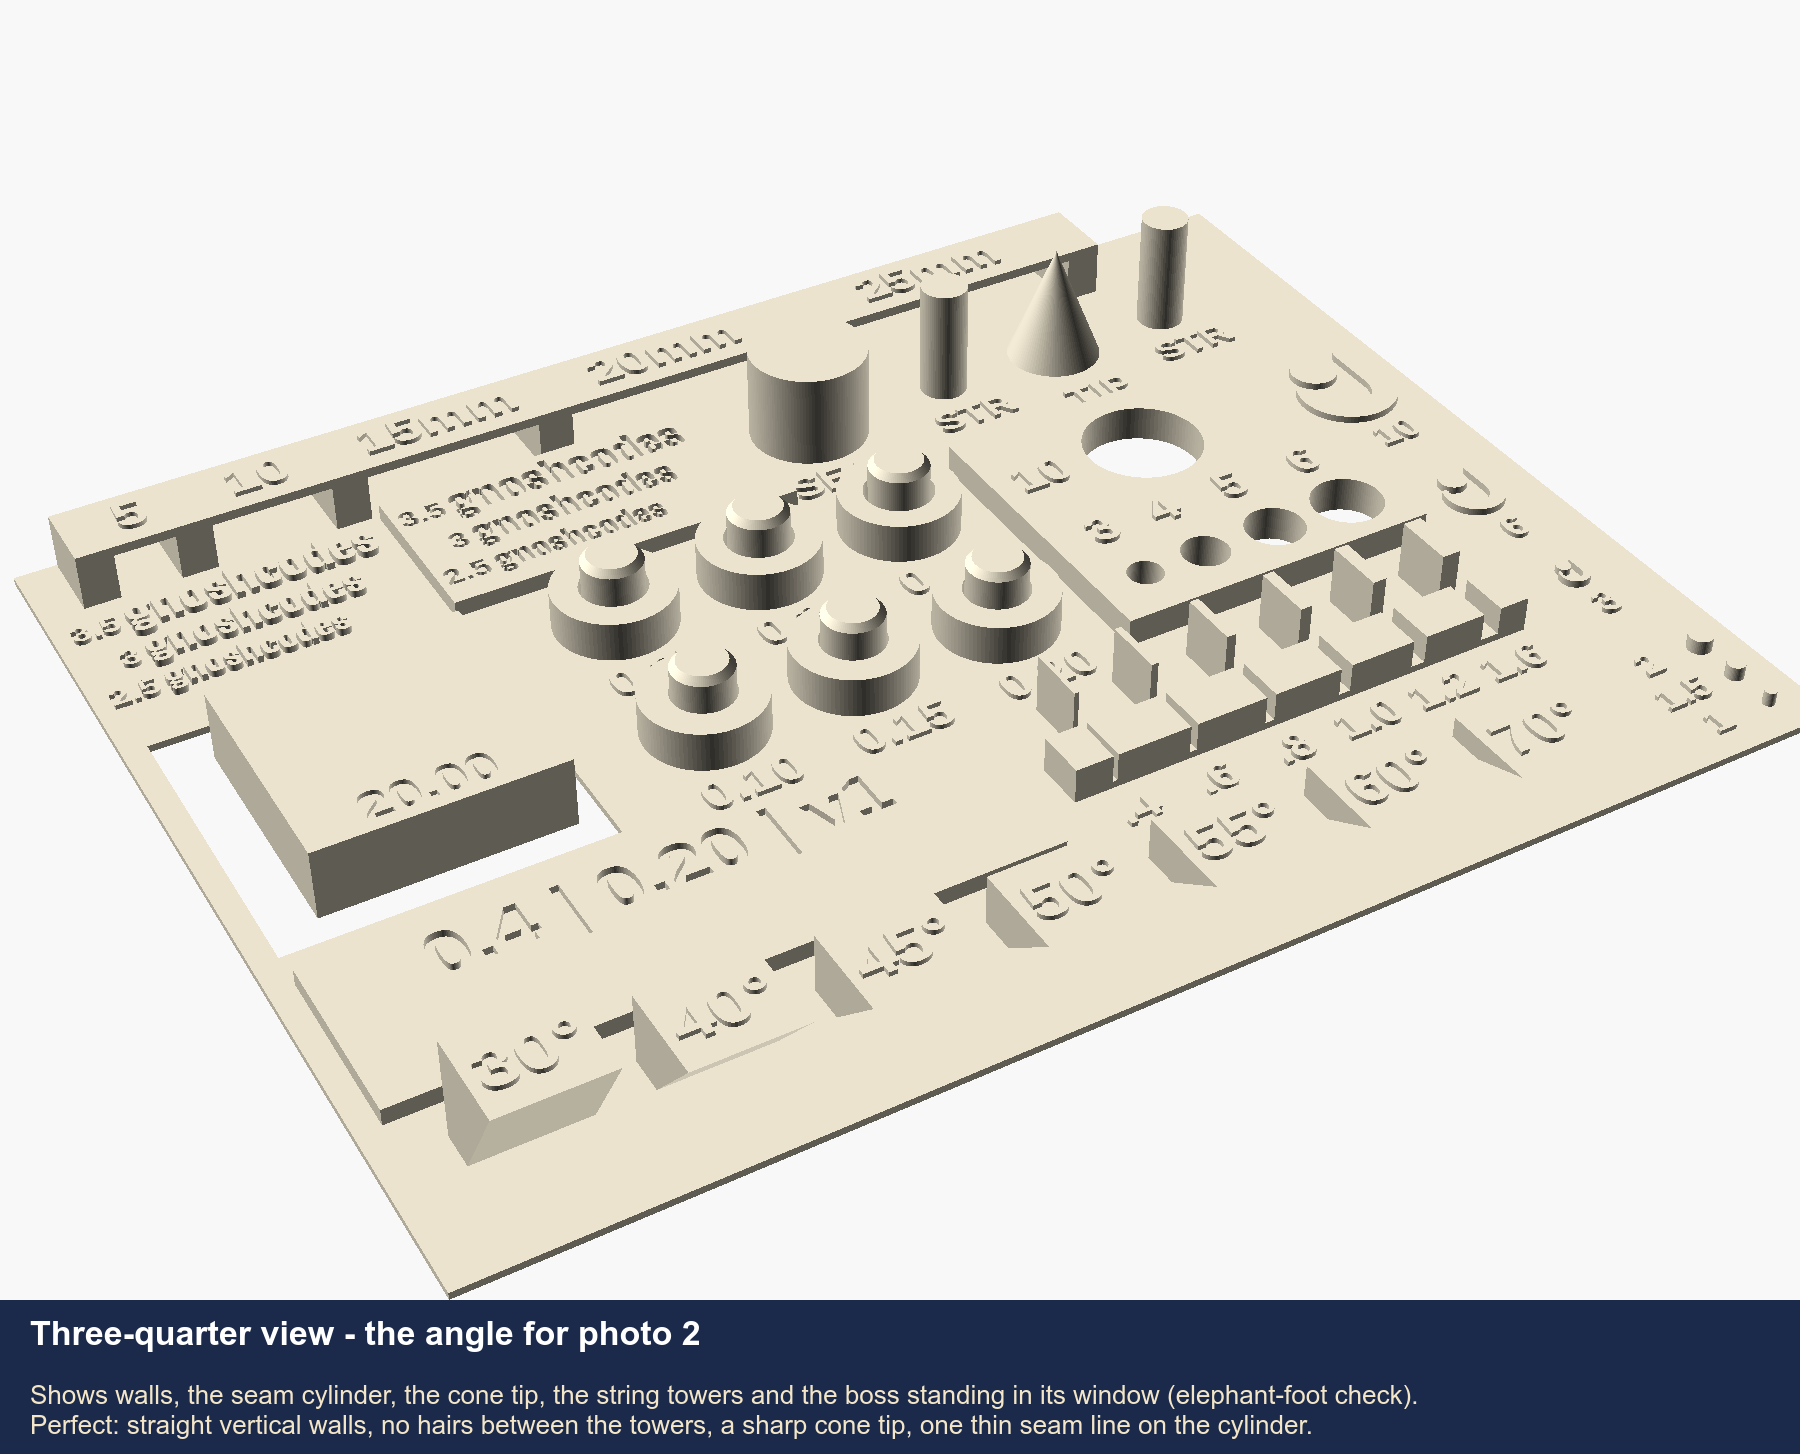 25mm
20mm
15mm
10
5
STR
TIP
STR
10
10
3
4
5
6
6
3
3.5 gnoshcodes
3 gnoshcodes
2.5 gnoshcodes
3.5 gnoshcodes
3 gnoshcodes
2.5 gnoshcodes
0.15
0.10
20.00
0.4 | 0.20 | v1
.4
.6
.8
1.0
1.2
1.6
2
1.5
1
30°
40°
45°
50°
55°
60°
70°
Three-quarter view - the angle for photo 2
Shows walls, the seam cylinder, the cone tip, the string towers and the boss standing in its window (elephant-foot check).
Perfect: straight vertical walls, no hairs between the towers, a sharp cone tip, one thin seam line on the cylinder.